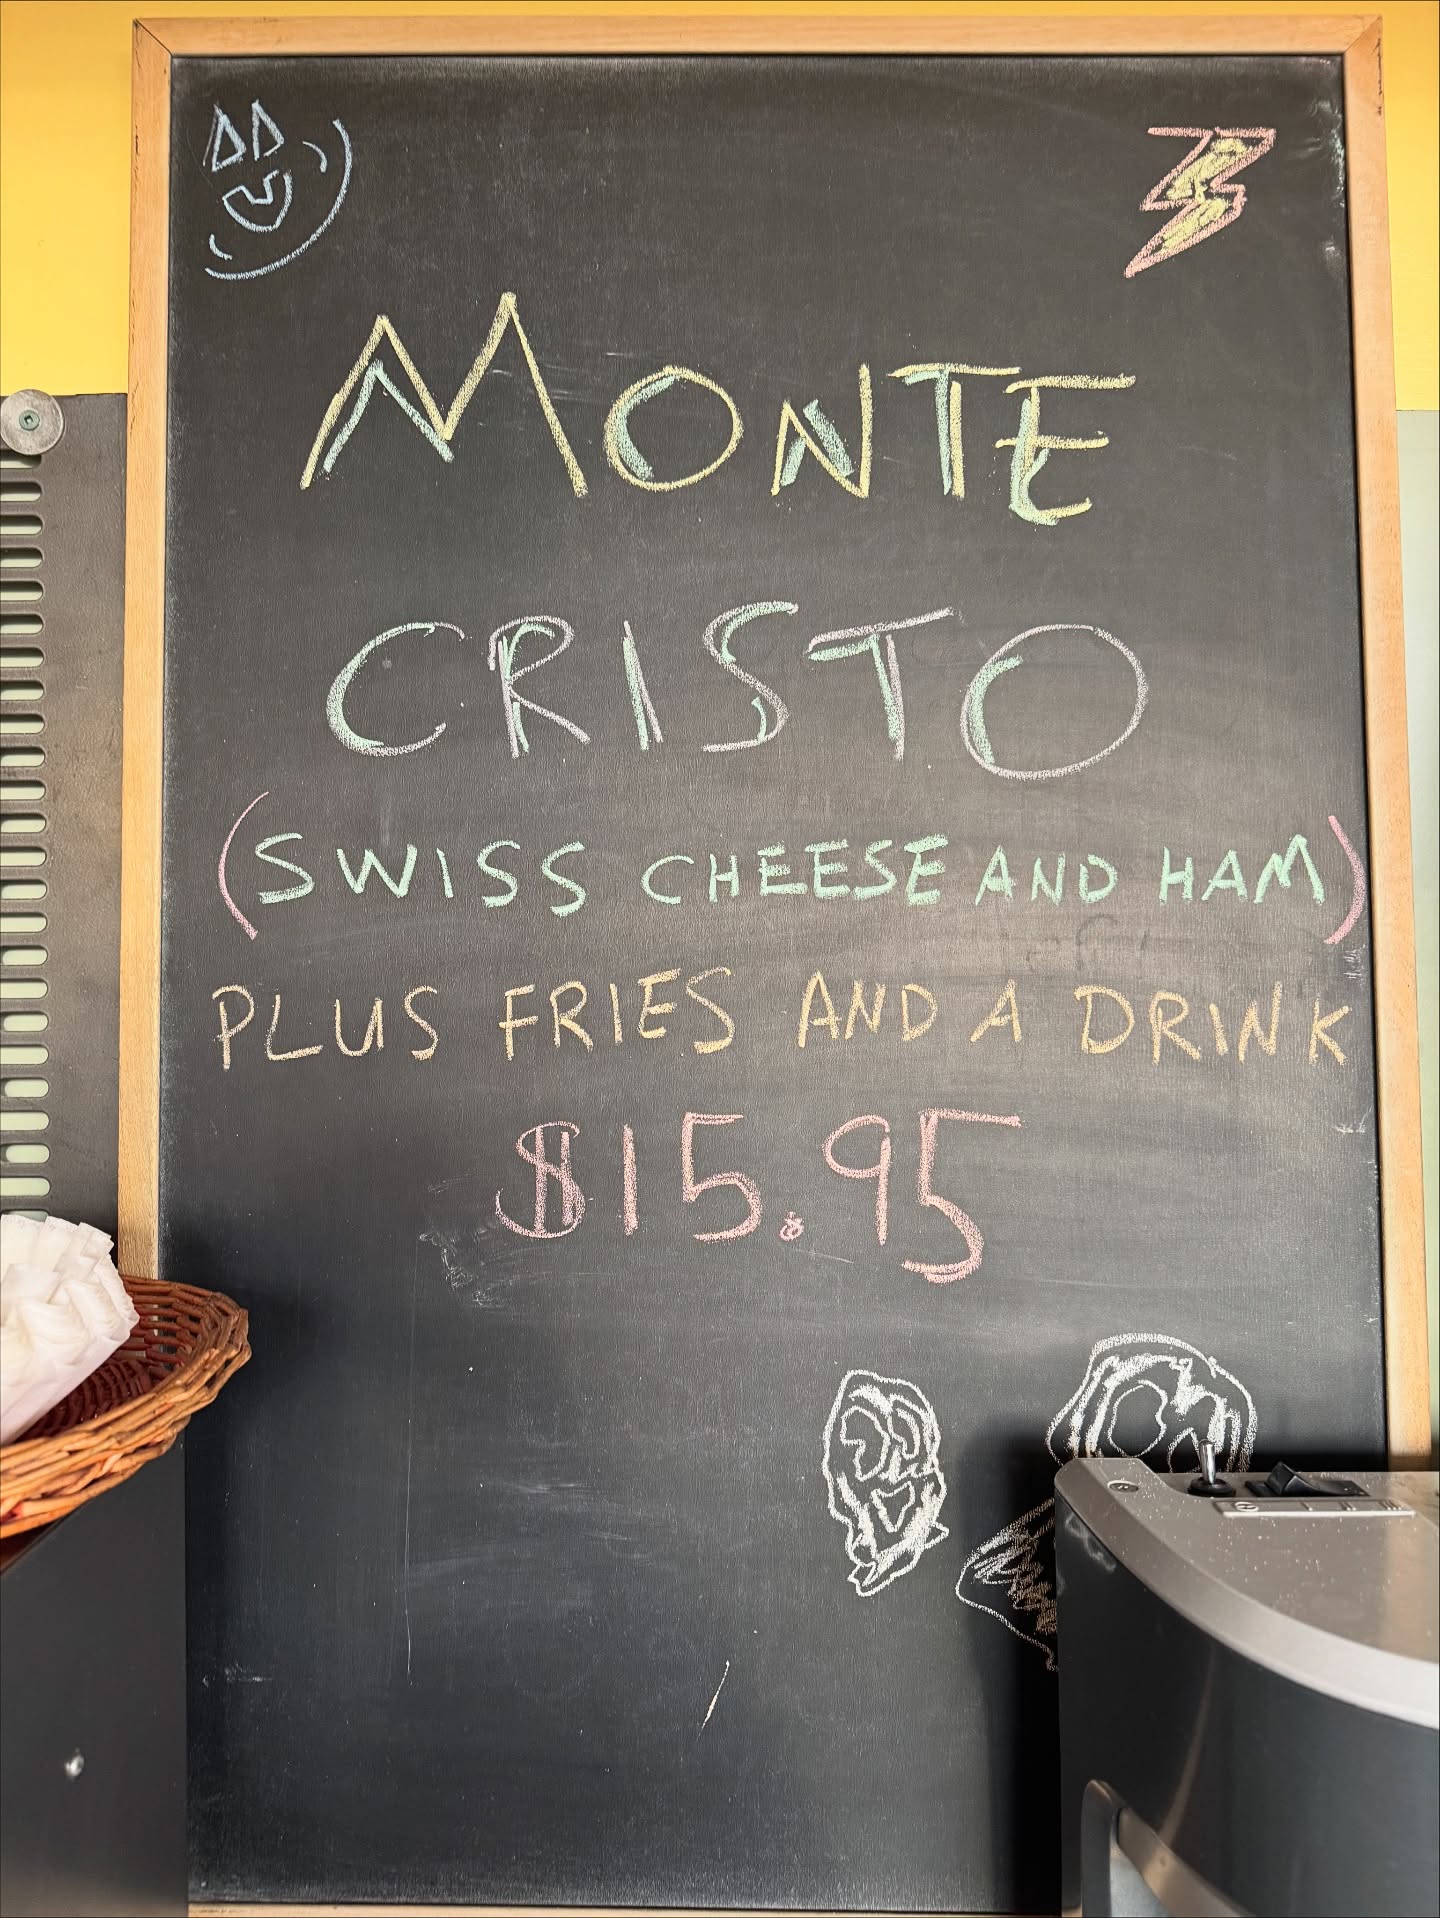 MONTE
CRISTO
(SWISS CHEESE AND HAM)
PLUS FRIES AND A DRINK
$15.95